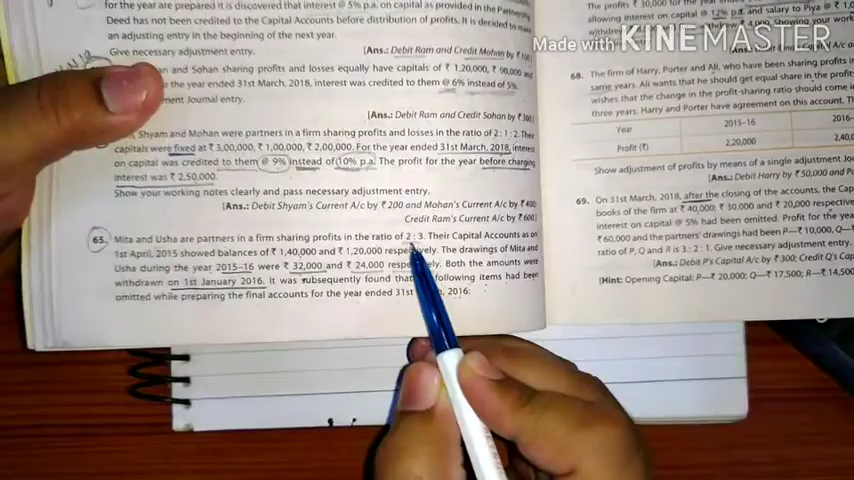 for the year are prepared it is discovered that interest @ 5% p.a. on capital as provided in the Partnership
Deed has not been credited to the Capital Accounts before distribution of profits. It is decided to make
an adjusting entry in the beginning of the next year.
Give necessary adjustment entry.
[Ans.: Debit Ram and Credit Mohan by ₹
and Sohan sharing profits and losses equally have capitals of ₹ 1,20,000, ₹ 90,000 and
the year ended 31st March, 2018, interest was credited to them @ 6% instead of 5%.
Journal entry.
[Ans.: Debit Ram and Credit Sohan by ₹300]
Shyam and Mohan were partners in a firm sharing profits and losses in the ratio of 2 : 1 : 2. Their
capitals were fixed at ₹ 3,00,000, ₹ 1,00,000, ₹ 2,00,000. For the year ended 31st March, 2018, interest
on capital was credited to them @ 9% instead of 10% p.a. The profit for the year before charging
interest was ₹ 2,50,000.
Show your working notes clearly and pass necessary adjustment entry.
[Ans.: Debit Shyam's Current A/c by ₹200 and Mohan's Current A/c by ₹400;
Credit Ram's Current A/c by ₹600]
65. Mita and Usha are partners in a firm sharing profits in the ratio of 2 : 3. Their Capital Accounts as on
1st April, 2015 showed balances of ₹ 1,40,000 and ₹ 1,20,000 respectively. The drawings of Mita and
Usha during the year 2015–16 were ₹ 32,000 and ₹ 24,000 respectively. Both the amounts were
withdrawn on 1st January 2016. It was subsequently found that following items had been
omitted while preparing the final accounts for the year ended 31st 2016:
The profits ₹ 30,000 for
allowing interest on capital @ 12% p.a. and salary to Piya @ ₹
Showing your work
Made with KINEMASTER
68. The firm of Harry, Porter and Ali, who have been sharing profits in
same years. Ali wants that he should get equal share in the profits
wishes that the change in the profit-sharing ratio should come in
three years. Harry and Porter have agreement on this account. The
Year 2015–16 2016–
Profit (₹) 2,20,000 2,40,0
Show adjustment of profits by means of a single adjustment Jour
[Ans.: Debit Harry by ₹50,000 and Po
69. On 31st March, 2018, after the closing of the accounts, the Cap
books of the firm at ₹ 40,000, ₹ 30,000 and ₹ 20,000 respective
interest on capital @ 5% had been omitted. Profit for the year
₹ 60,000 and the partners' drawings had been P—₹ 10,000, Q—
ratio of P, Q and R is 3 : 2 : 1. Give necessary adjustment entry.
[Ans.: Debit P's Capital A/c by ₹300; Credit Q
[Hint: Opening Capital: P—₹ 20,000; Q—₹ 17,500; R—₹ 14,50